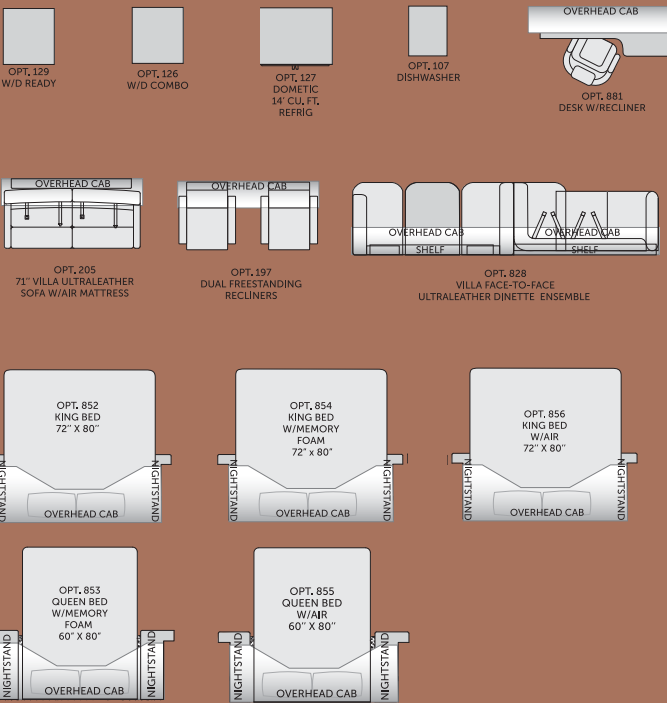 OPT. 129
W/D READY
OPT. 126
W/D COMBO
OPT. 127
DOMETIC
14' CU. FT.
REFRIG
OPT. 107
DISHWASHER
OVERHEAD CAB
OPT. 881
DESK W/RECLINER
OVERHEAD CAB
OPT. 205
71" VILLA ULTRALEATHER
SOFA W/AIR MATTRESS
OVERHEAD CAB
OPT. 197
DUAL FREESTANDING
RECLINERS
OVERHEAD CAB
OVERHEAD CAB
SHELF
SHELF
OPT. 828
VILLA FACE-TO-FACE
ULTRALEATHER DINETTE ENSEMBLE
OPT. 852
KING BED
72" X 80"
NIGHTSTAND
NIGHTSTAND
OVERHEAD CAB
OPT. 854
KING BED
W/MEMORY
FOAM
72" x 80"
NIGHTSTAND
NIGHTSTAND
OVERHEAD CAB
OPT. 856
KING BED
W/AIR
72" X 80"
NIGHTSTAND
NIGHTSTAND
OVERHEAD CAB
OPT. 853
QUEEN BED
W/MEMORY
FOAM
60" X 80"
NIGHTSTAND
NIGHTSTAND
OVERHEAD CAB
OPT. 855
QUEEN BED
W/AIR
60" X 80"
NIGHTSTAND
NIGHTSTAND
OVERHEAD CAB